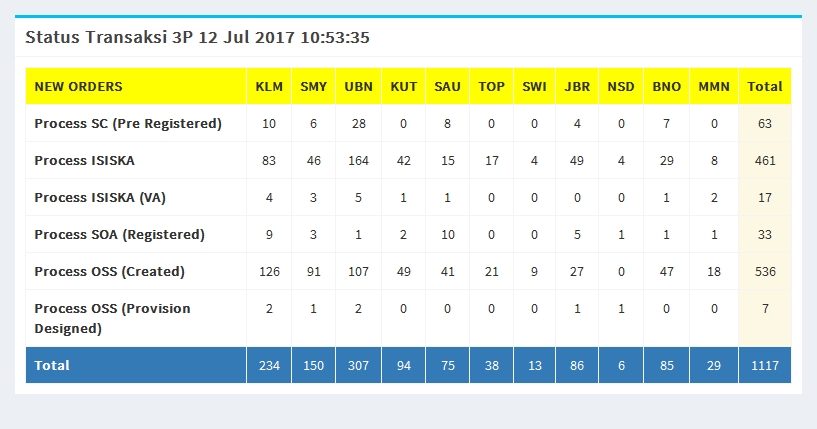 Status Transaksi 3P 12 Jul 2017 10:53:35
NEW ORDERS KLM SMY UBN KUT SAU TOP SWI JBR NSD BNO MMN Total
Process SC (Pre Registered) 10 6 28 0 8 0 0 4 0 7 0 63
Process ISISKA 83 46 164 42 15 17 4 49 4 29 8 461
Process ISISKA (VA) 4 3 5 1 1 0 0 0 0 1 2 17
Process SOA (Registered) 9 3 1 2 10 0 0 5 1 1 1 33
Process OSS (Created) 126 91 107 49 41 21 9 27 0 47 18 536
Process OSS (Provision
Designed) 2 1 2 0 0 0 0 1 1 0 0 7
Total 234 150 307 94 75 38 13 86 6 85 29 1117